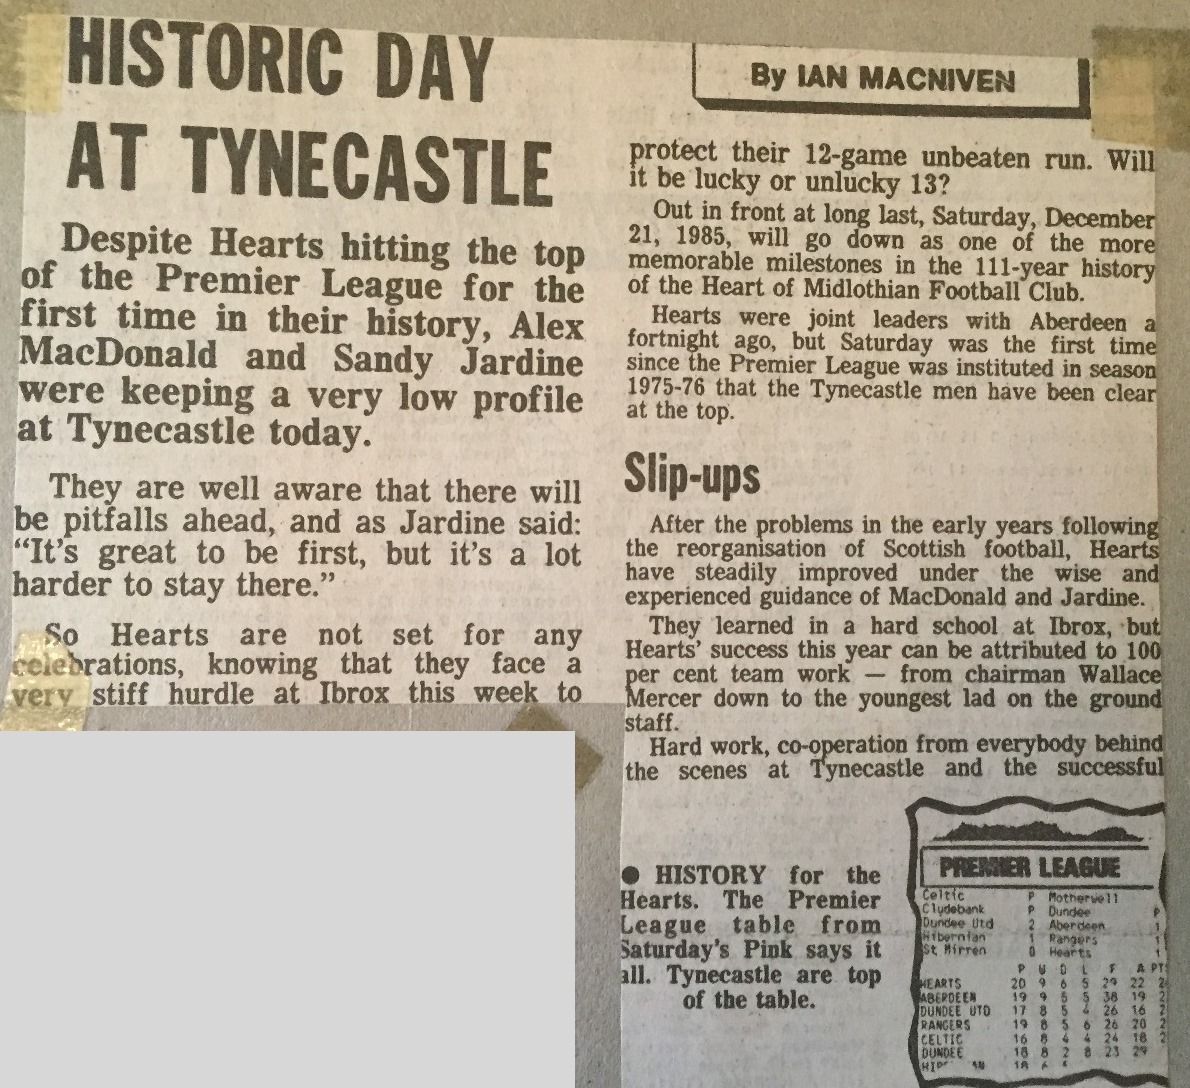 HISTORIC DAY
AT TYNECASTLE
Despite Hearts hitting the top
of the Premier League for the
first time in their history, Alex
MacDonald and Sandy Jardine
were keeping a very low profile
at Tynecastle today.
They are well aware that there will
be pitfalls ahead, and as Jardine said:
“It’s great to be first, but it’s a lot
harder to stay there.”
So Hearts are not set for any
celebrations, knowing that they face a
very stiff hurdle at Ibrox this week to
By IAN MACNIVEN
protect their 12-game unbeaten run. Will
it be lucky or unlucky 13?
Out in front at long last, Saturday, December
21, 1985, will go down as one of the more
memorable milestones in the 111-year history
of the Heart of Midlothian Football Club.
Hearts were joint leaders with Aberdeen a
fortnight ago, but Saturday was the first time
since the Premier League was instituted in season
1975-76 that the Tynecastle men have been clear
at the top.
Slip-ups
After the problems in the early years following
the reorganisation of Scottish football, Hearts
have steadily improved under the wise and
experienced guidance of MacDonald and Jardine.
They learned in a hard school at Ibrox, but
Hearts’ success this year can be attributed to 100
per cent team work — from chairman Wallace
Mercer down to the youngest lad on the ground
staff.
Hard work, co-operation from everybody behind
the scenes at Tynecastle and the successful
● HISTORY for the
Hearts. The Premier
League table from
Saturday’s Pink says it
all. Tynecastle are top
of the table.
PREMIER LEAGUE
Celtic P Motherwell
Clydebank P Dundee P
Dundee Utd 2 Aberdeen 1
Hibernian 1 Rangers 1
St Mirren 0 Hearts 1
P W D L F A PTS
HEARTS 20 9 6 5 29 22
ABERDEEN 19 9 5 5 38 19
DUNDEE UTD 17 8 5 4 26 16
RANGERS 19 8 5 6 26 20
CELTIC 16 8 4 4 24 18
DUNDEE 18 8 2 8 23 29
18